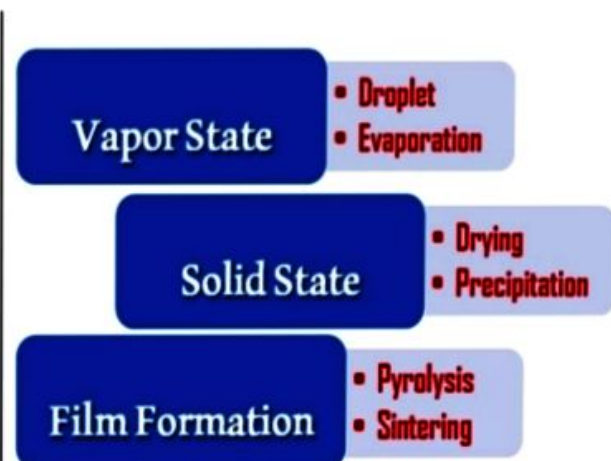 Vapor State
• Droplet
• Evaporation
Solid State
• Drying
• Precipitation
Film Formation
• Pyrolysis
• Sintering